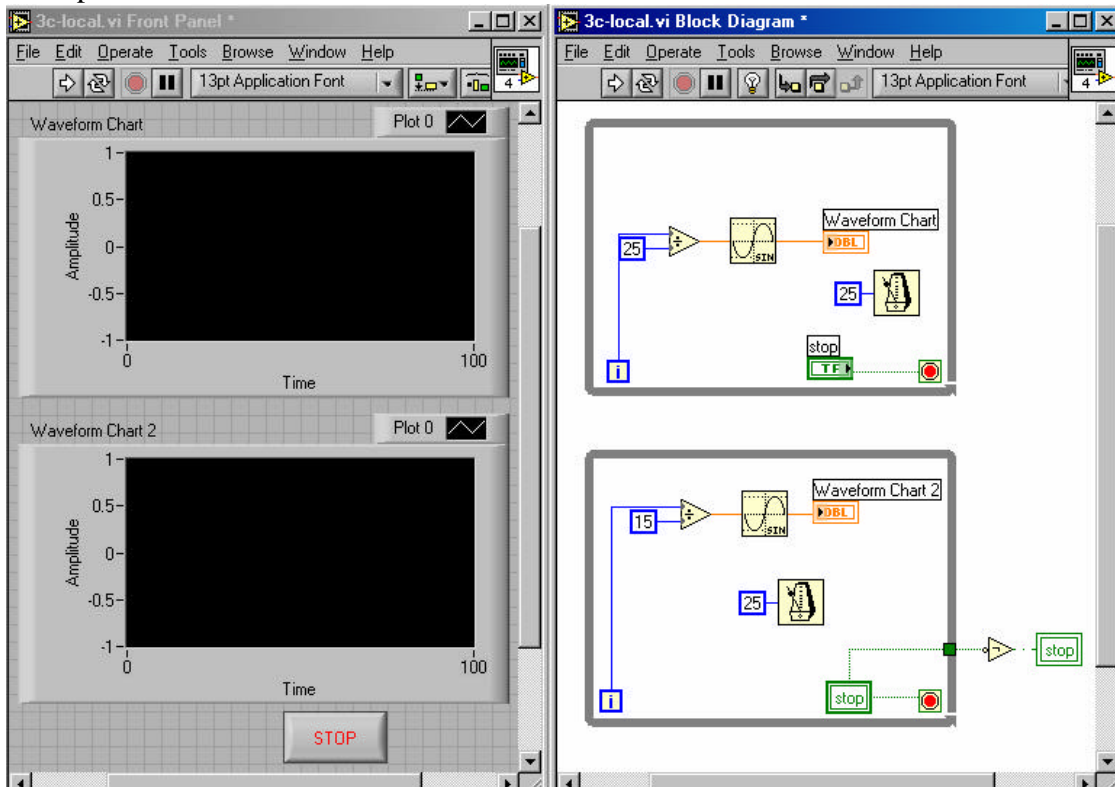 3c-local.vi Front Panel *
File Edit Operate Tools Browse Window Help
13pt Application Font
4
Waveform Chart
Plot 0
1
0.5
0
-0.5
-1
Amplitude
0
100
Time
Waveform Chart 2
Plot 0
1
0.5
0
-0.5
-1
Amplitude
0
100
Time
STOP
3c-local.vi Block Diagram *
File Edit Operate Tools Browse Window Help
13pt Application Font
4
Waveform Chart
DBL
25
÷
SIN
25
stop
TF
i
Waveform Chart 2
DBL
15
÷
SIN
25
stop
stop
i